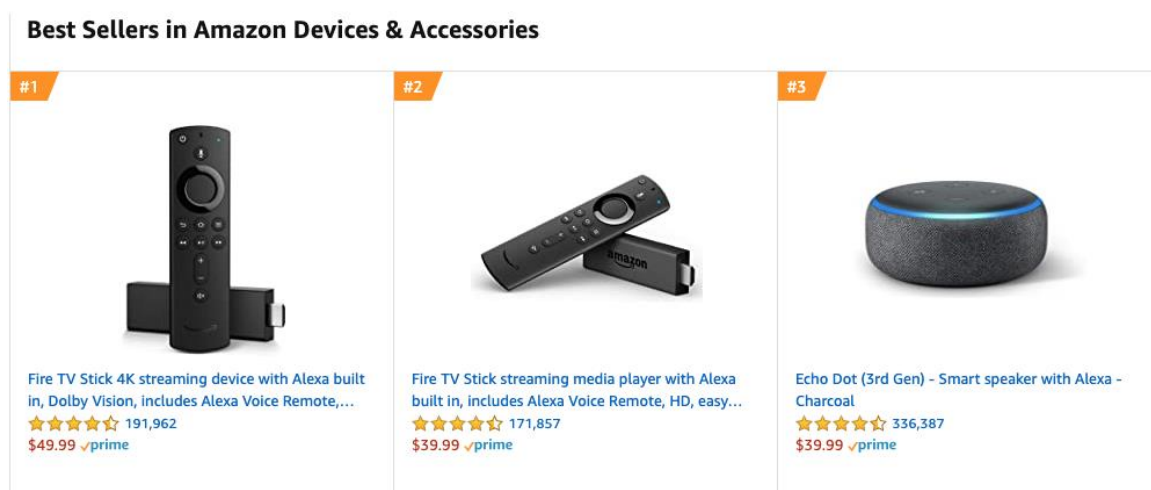 Best Sellers in Amazon Devices & Accessories
#1
Fire TV Stick 4K streaming device with Alexa built
in, Dolby Vision, includes Alexa Voice Remote,...
191,962
$49.99 prime
#2
amazon
Fire TV Stick streaming media player with Alexa
built in, includes Alexa Voice Remote, HD, easy...
171,857
$39.99 prime
#3
Echo Dot (3rd Gen) - Smart speaker with Alexa -
Charcoal
336,387
$39.99 prime